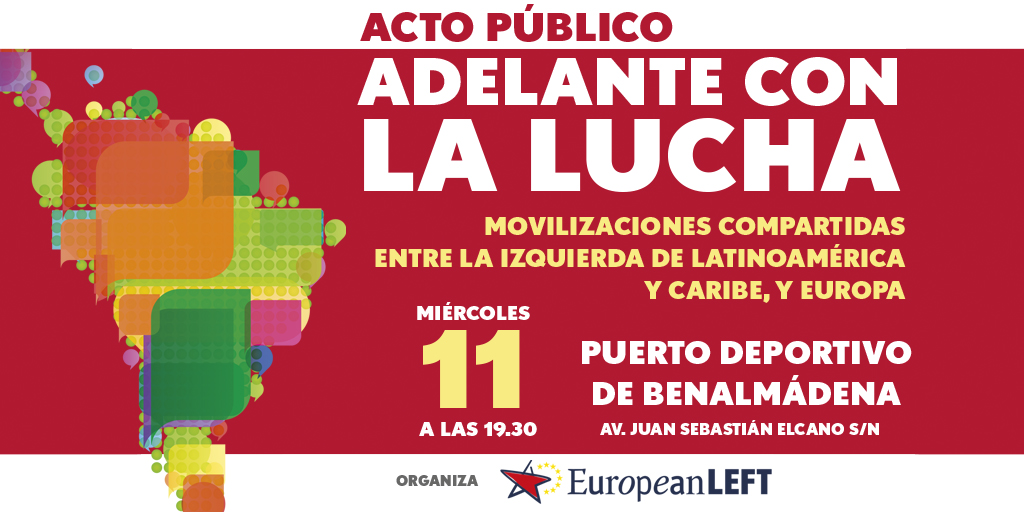 ACTO PÚBLICO
ADELANTE CON
LA LUCHA
MOVILIZACIONES COMPARTIDAS
ENTRE LA IZQUIERDA DE LATINOAMÉRICA
Y CARIBE, Y EUROPA
MIÉRCOLES
11
A LAS 19.30
PUERTO DEPORTIVO
DE BENALMÁDENA
AV. JUAN SEBASTIÁN ELCANO S/N
ORGANIZA
EuropeanLEFT